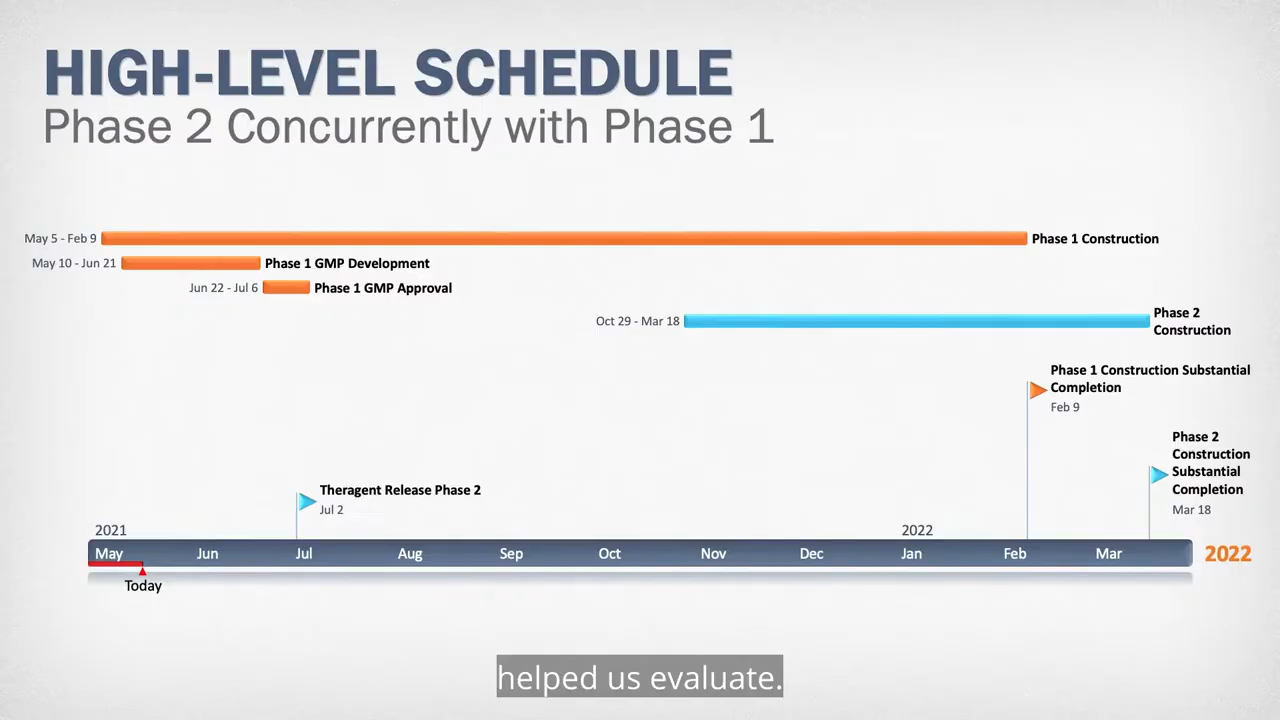 HIGH-LEVEL SCHEDULE
Phase 2 Concurrently with Phase 1
May 5 - Feb 9 Phase 1 Construction
May 10 - Jun 21 Phase 1 GMP Development
Jun 22 - Jul 6 Phase 1 GMP Approval
Oct 29 - Mar 18 Phase 2
Construction
Phase 1 Construction Substantial
Completion
Feb 9
Phase 2
Construction
Substantial
Completion
Mar 18
Theragent Release Phase 2
Jul 2
2021 2022
May Jun Jul Aug Sep Oct Nov Dec Jan Feb Mar 2022
Today
helped us evaluate.